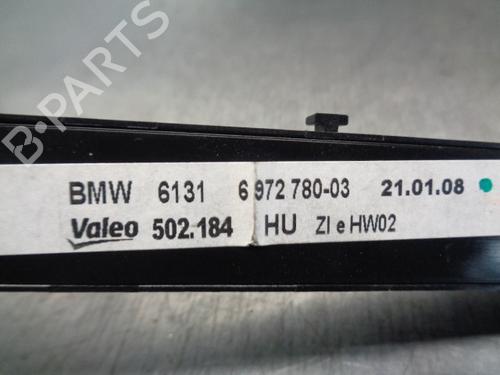 B-PARTS
BMW 6131 6 972 780-03 21.01.08
Valeo 502.184 HU ZI e HW02